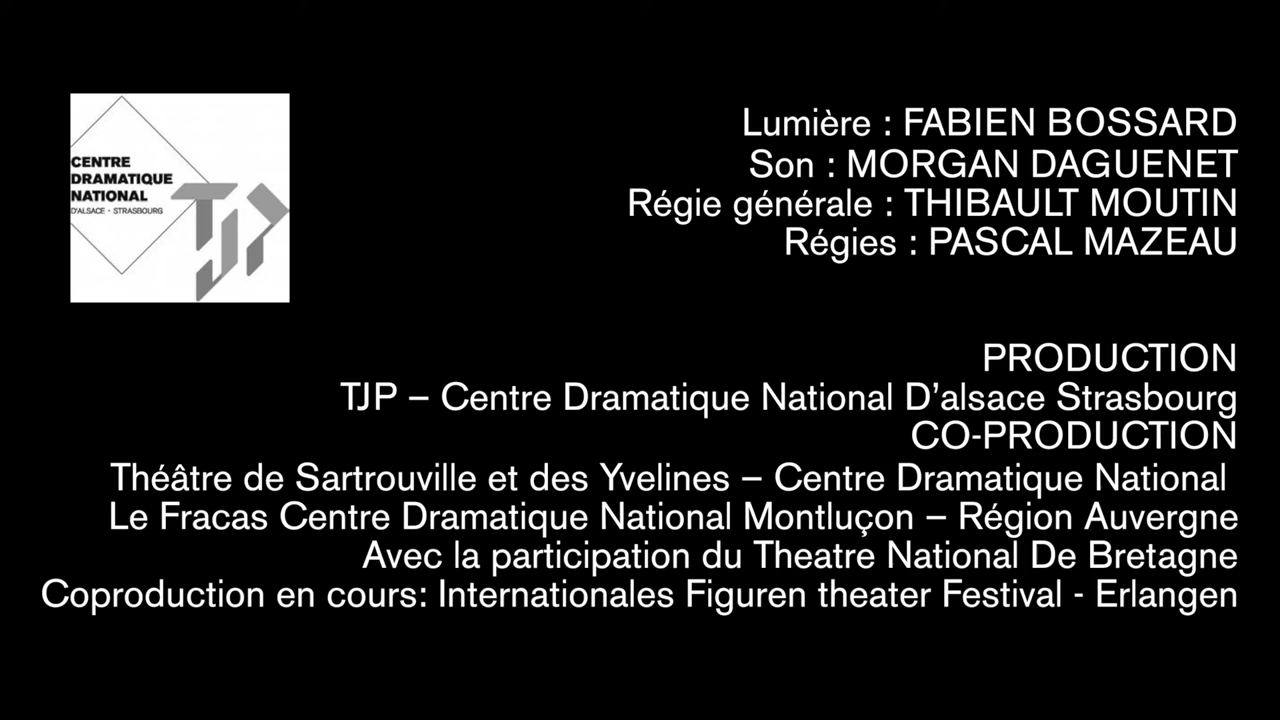 CENTRE
DRAMATIQUE
NATIONAL
D'ALSACE - STRASBOURG
TJP
Lumière : FABIEN BOSSARD
Son : MORGAN DAGUENET
Régie générale : THIBAULT MOUTIN
Régies : PASCAL MAZEAU
PRODUCTION
TJP – Centre Dramatique National D’alsace Strasbourg
CO-PRODUCTION
Théâtre de Sartrouville et des Yvelines – Centre Dramatique National
Le Fracas Centre Dramatique National Montluçon – Région Auvergne
Avec la participation du Theatre National De Bretagne
Coproduction en cours: Internationales Figuren theater Festival - Erlangen